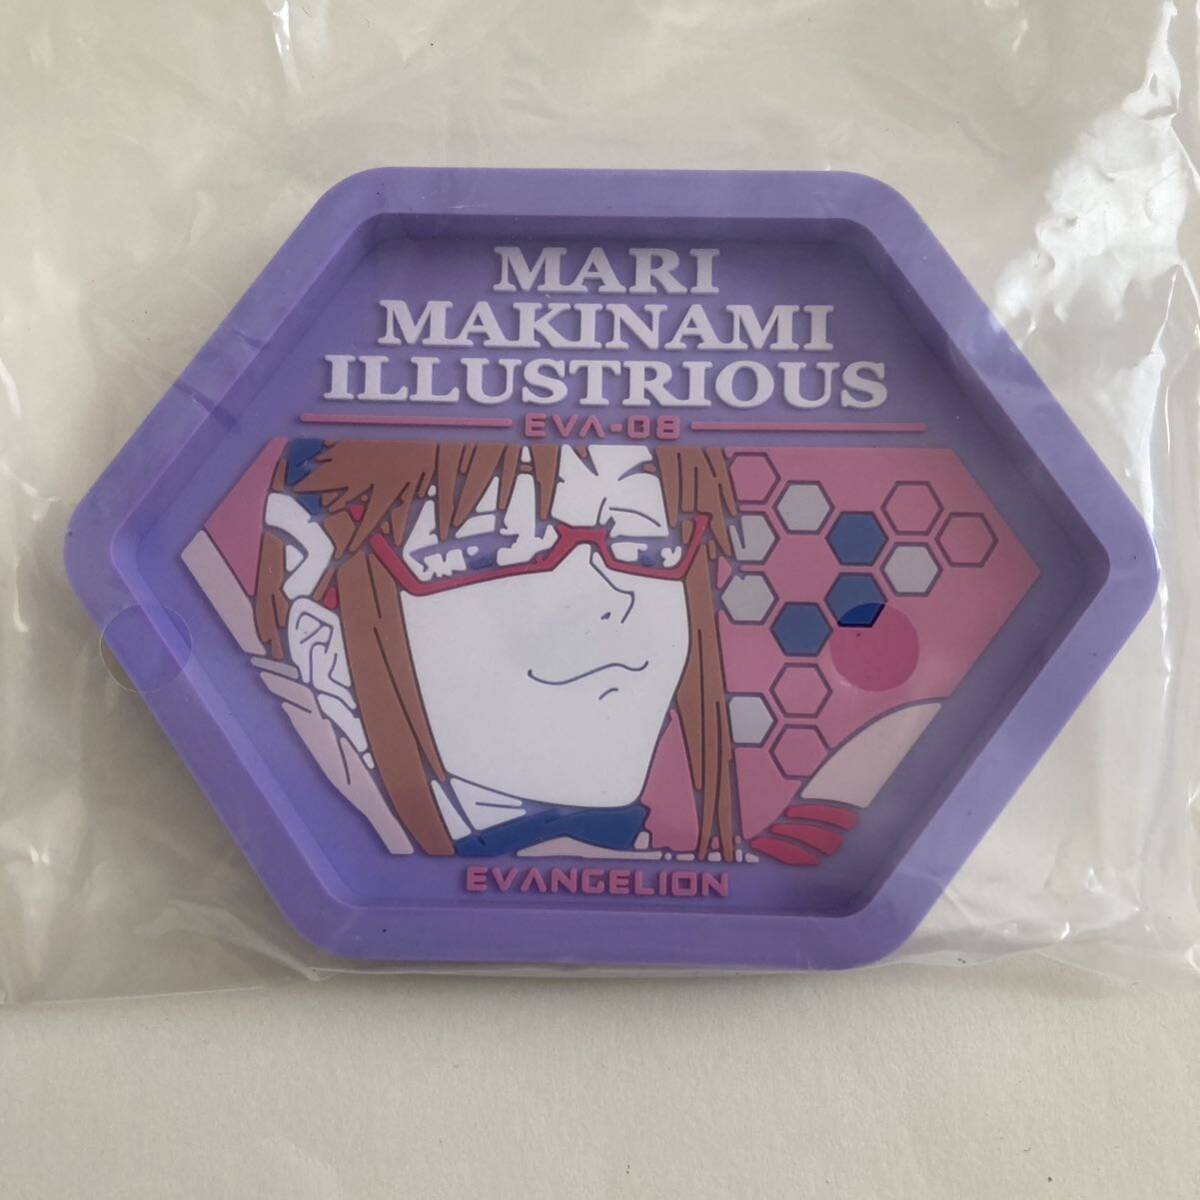 MARI
MAKINAMI
ILLUSTRIOUS
EVA-08
EVANGELION